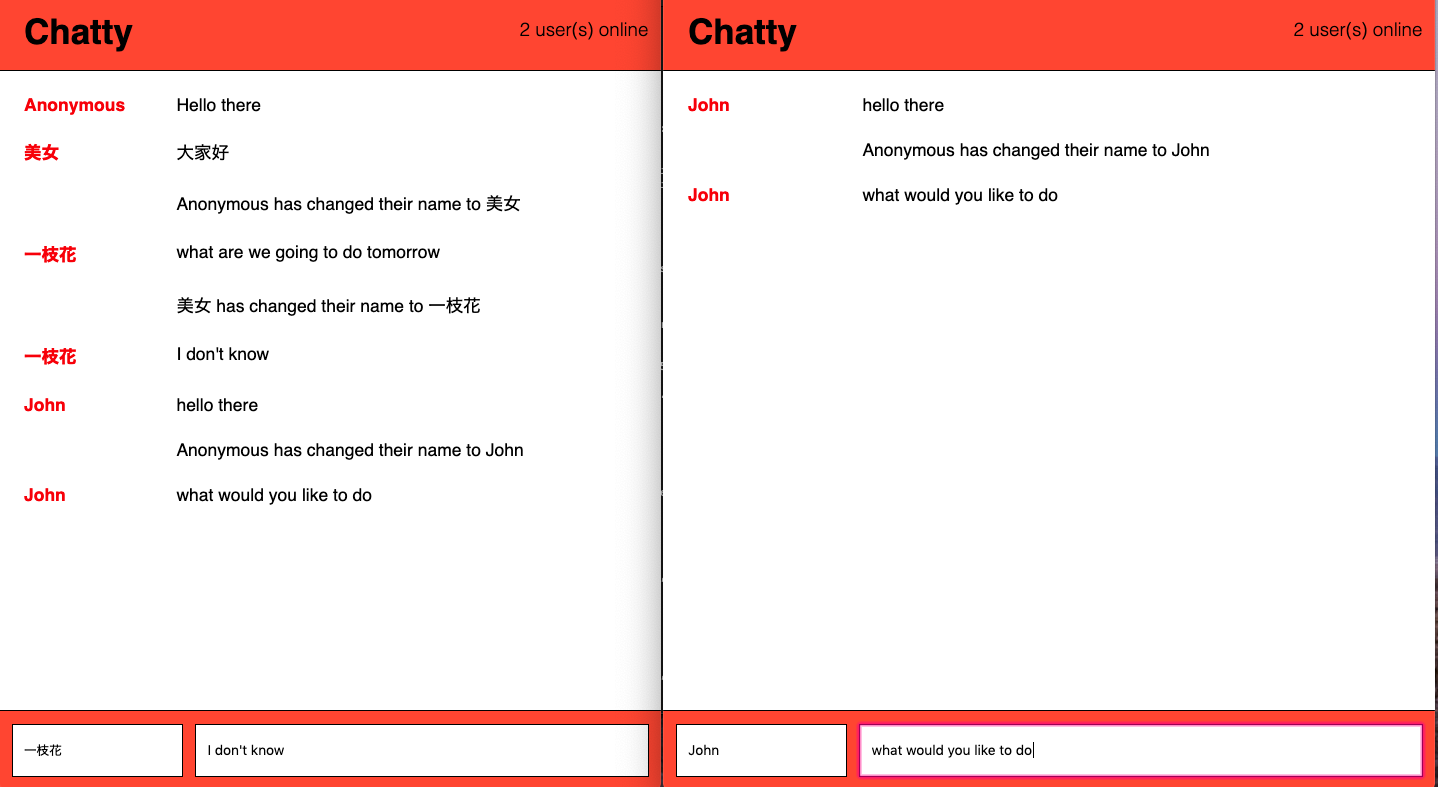 Chatty
2 user(s) online
Anonymous Hello there
美女 大家好
Anonymous has changed their name to 美女
一枝花 what are we going to do tomorrow
美女 has changed their name to 一枝花
一枝花 I don't know
John hello there
Anonymous has changed their name to John
John what would you like to do
一枝花 I don't know
Chatty
2 user(s) online
John hello there
Anonymous has changed their name to John
John what would you like to do
John what would you like to do